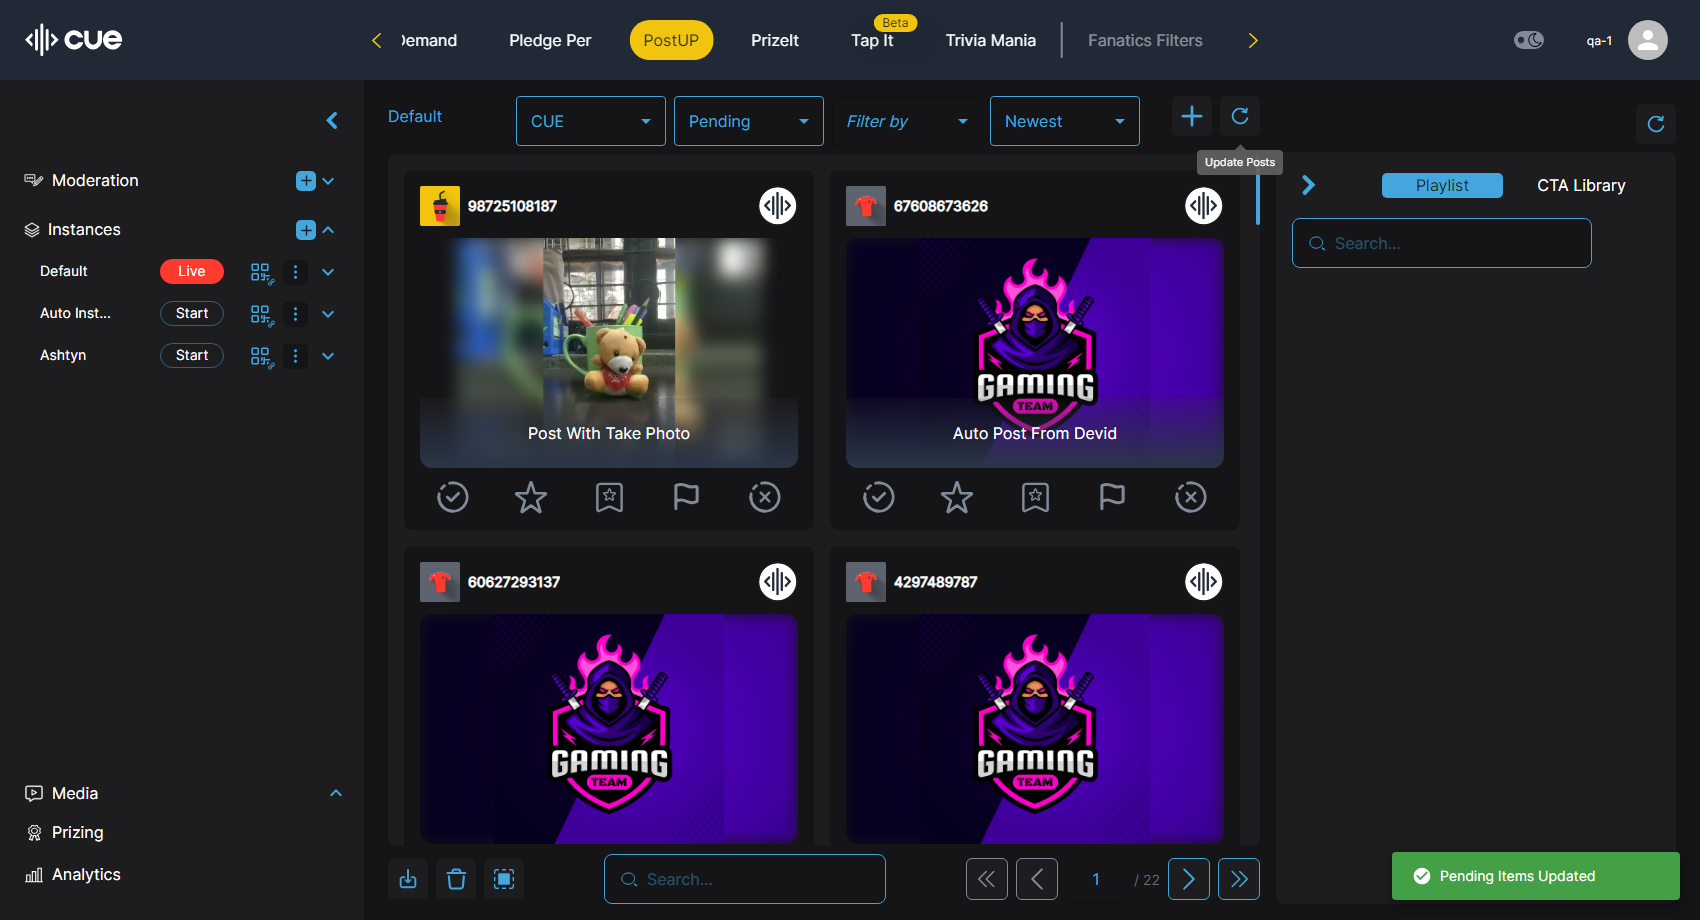 cue
Demand
Pledge Per
PostUP
PrizeIt
Beta
Tap It
Trivia Mania
Fanatics Filters
qa-1
Default
CUE
Pending
Filter by
Newest
Update Posts
Moderation
Instances
Default
Live
Auto Inst...
Start
Ashtyn
Start
Media
Prizing
Analytics
98725108187
Post With Take Photo
67608673626
GAMING
TEAM
Auto Post From Devid
60627293137
GAMING
TEAM
4297489787
GAMING
TEAM
Search...
1
/ 22
Playlist
CTA Library
Search...
Pending Items Updated